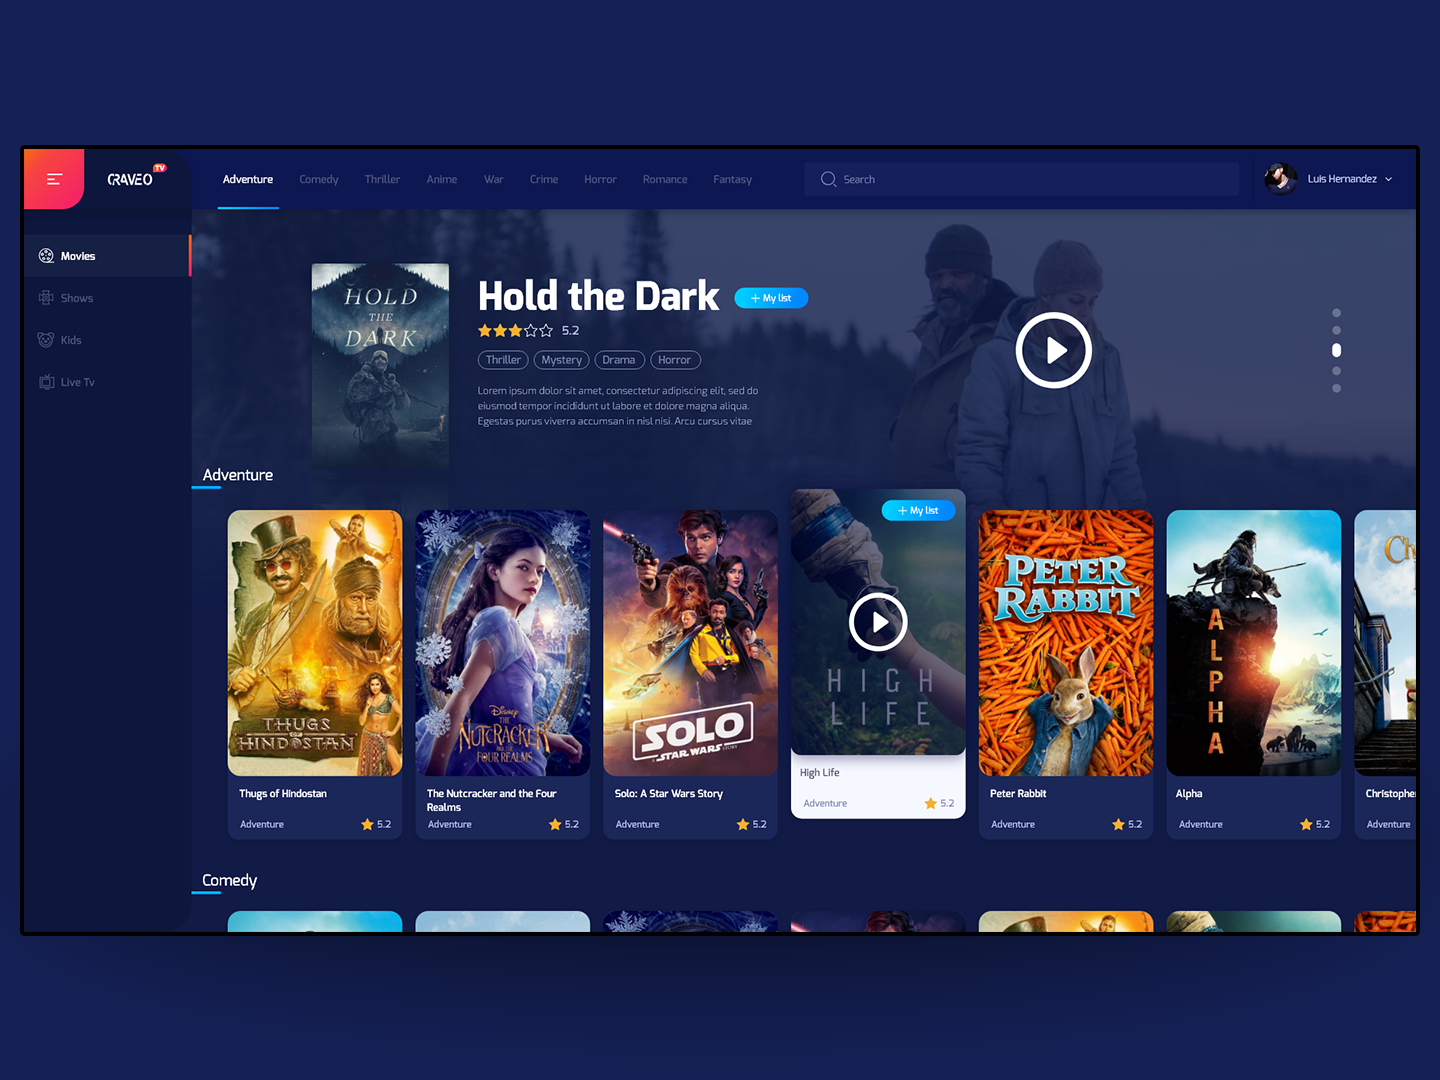 CRAVEO TV
Adventure
Comedy
Thriller
Anime
War
Crime
Horror
Romance
Fantasy
Search
Luis Hernandez
Movies
Shows
Kids
Live Tv
HOLD
THE
DARK
Hold the Dark
+ My list
5.2
Thriller
Mystery
Drama
Horror
Lorem ipsum dolor sit amet, consectetur adipiscing elit, sed do
eiusmod tempor incididunt ut labore et dolore magna aliqua.
Egestas purus viverra accumsan in nisl nisi. Arcu cursus vitae
Adventure
THUGS
OF
HINDOSTAN
Thugs of Hindostan
Adventure
5.2
Disney
THE
NUTCRACKER
AND THE
FOUR REALMS
The Nutcracker and the Four
Realms
Adventure
5.2
SOLO
A STAR WARS STORY
Solo: A Star Wars Story
Adventure
5.2
+ My list
HIGH
LIFE
High Life
Adventure
5.2
PETER
RABBIT
Peter Rabbit
Adventure
5.2
ALPHA
Alpha
Adventure
5.2
Ch
Christopher
Adventure
Comedy